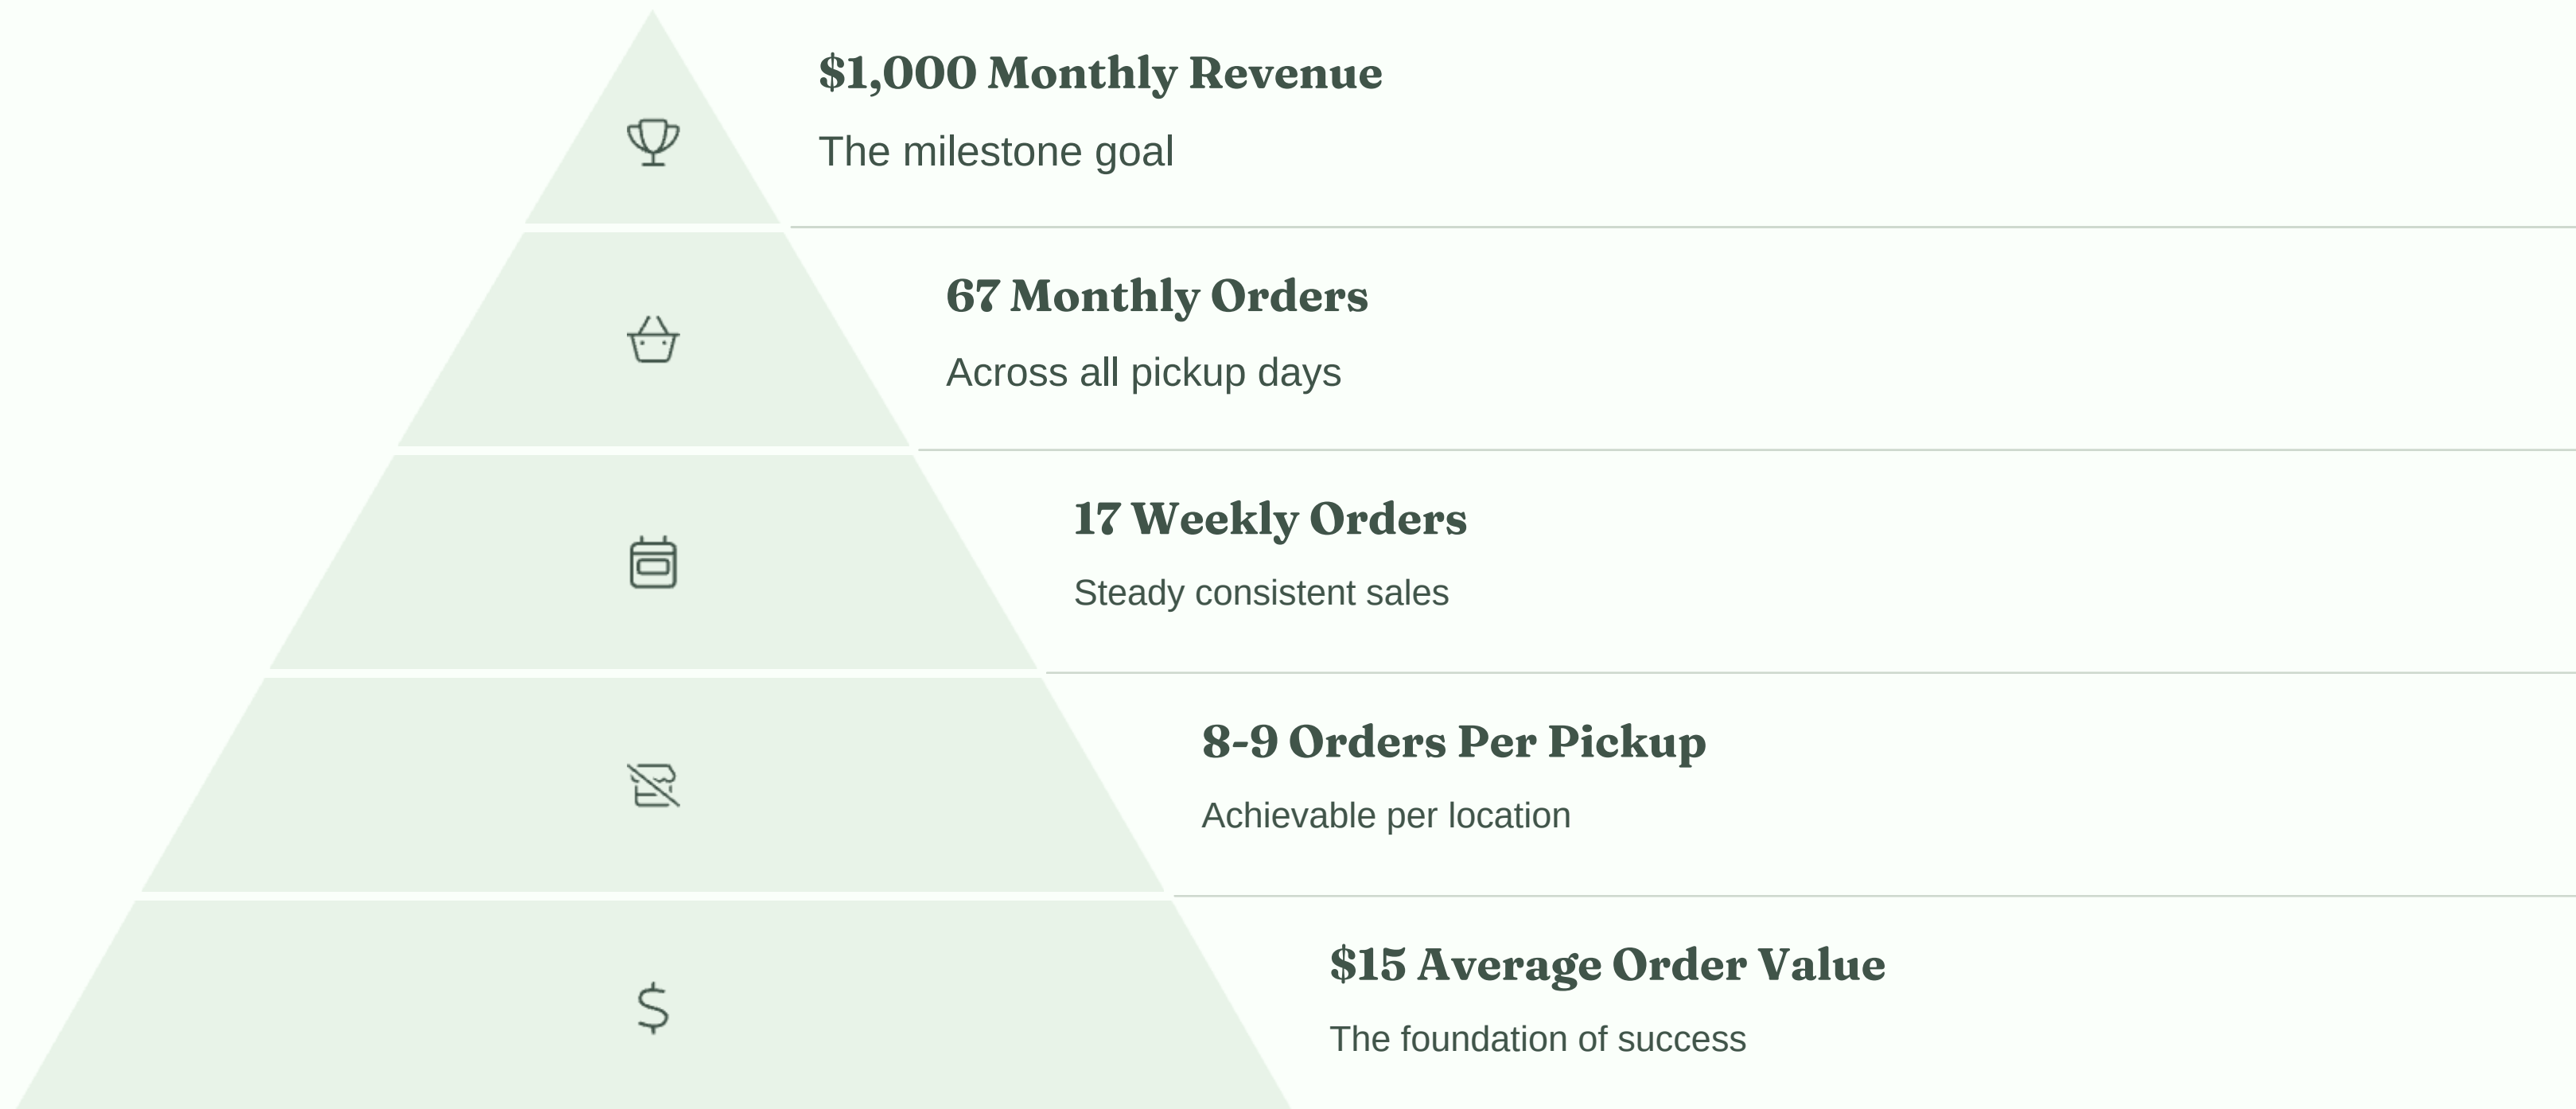 $1,000 Monthly Revenue
The milestone goal
67 Monthly Orders
Across all pickup days
17 Weekly Orders
Steady consistent sales
8-9 Orders Per Pickup
Achievable per location
$15 Average Order Value
The foundation of success